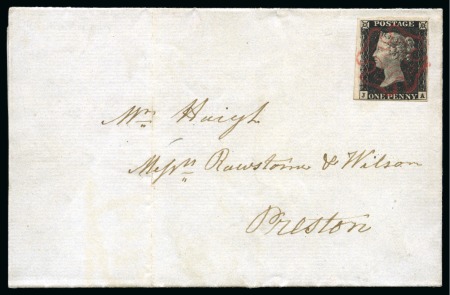 POSTAGE
J A
ONE PENNY
Mr Haigh
Messrs Rawstorne & Wilson
Preston